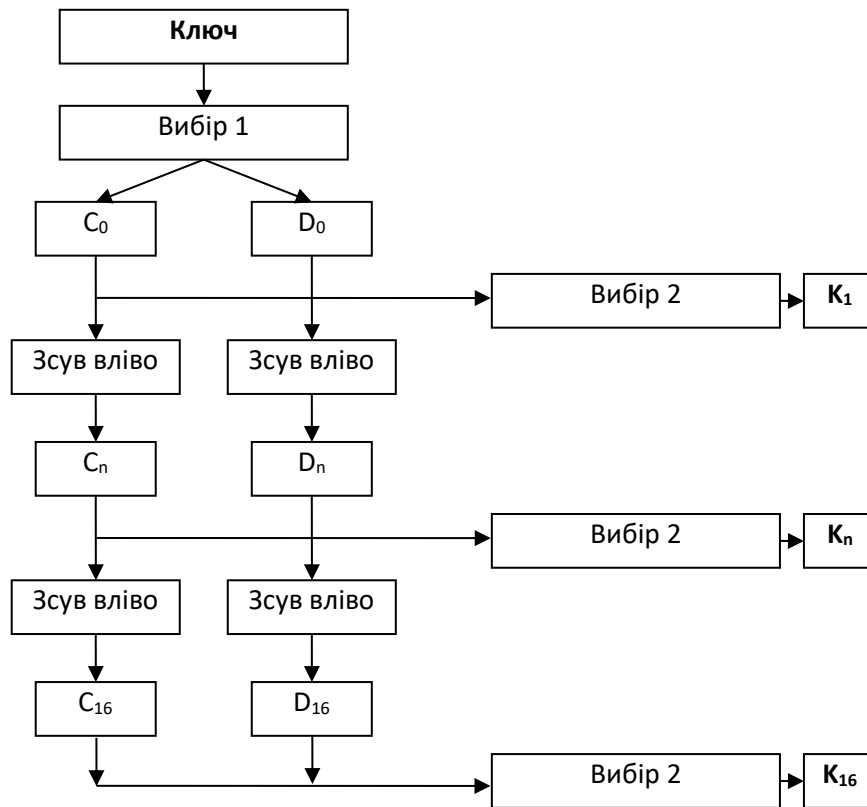 Ключ
Вибір 1
C₀ D₀
Вибір 2 K₁
Зсув вліво Зсув вліво
Cₙ Dₙ
Вибір 2 Kₙ
Зсув вліво Зсув вліво
C₁₆ D₁₆
Вибір 2 K₁₆